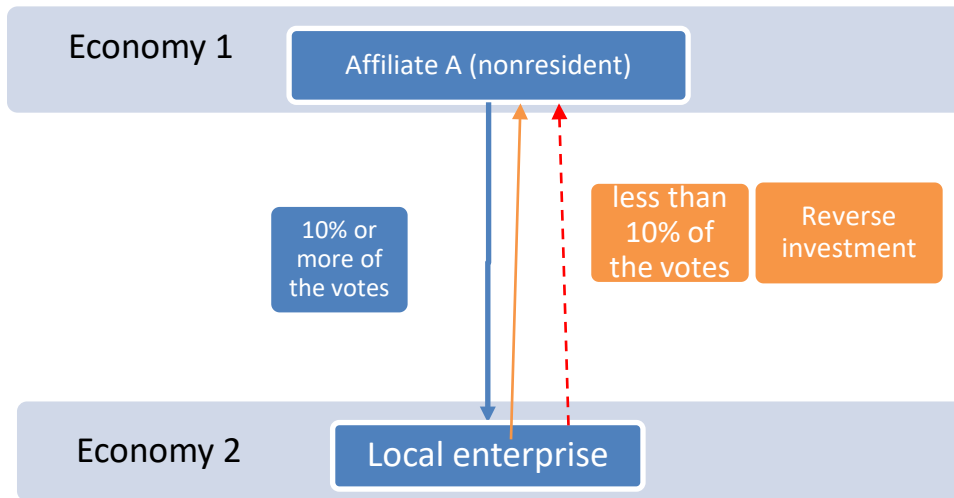 Economy 1
Affiliate A (nonresident)
10% or
more of
the votes
less than
10% of
the votes
Reverse
investment
Economy 2
Local enterprise